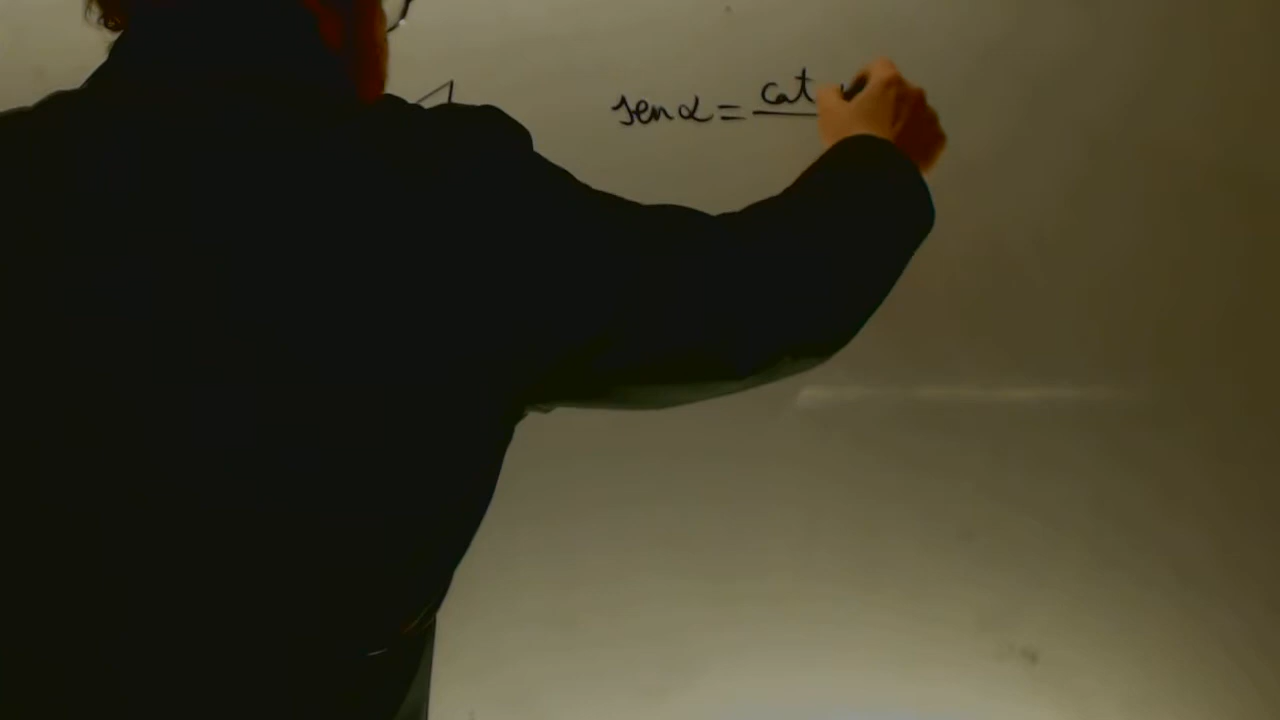 sen α = cat